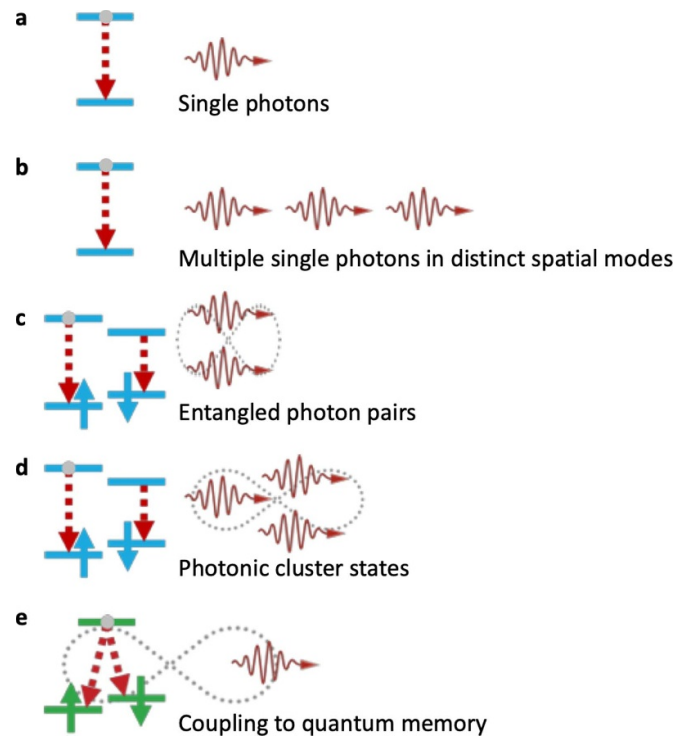 a
Single photons
b
Multiple single photons in distinct spatial modes
c
Entangled photon pairs
d
Photonic cluster states
e
Coupling to quantum memory